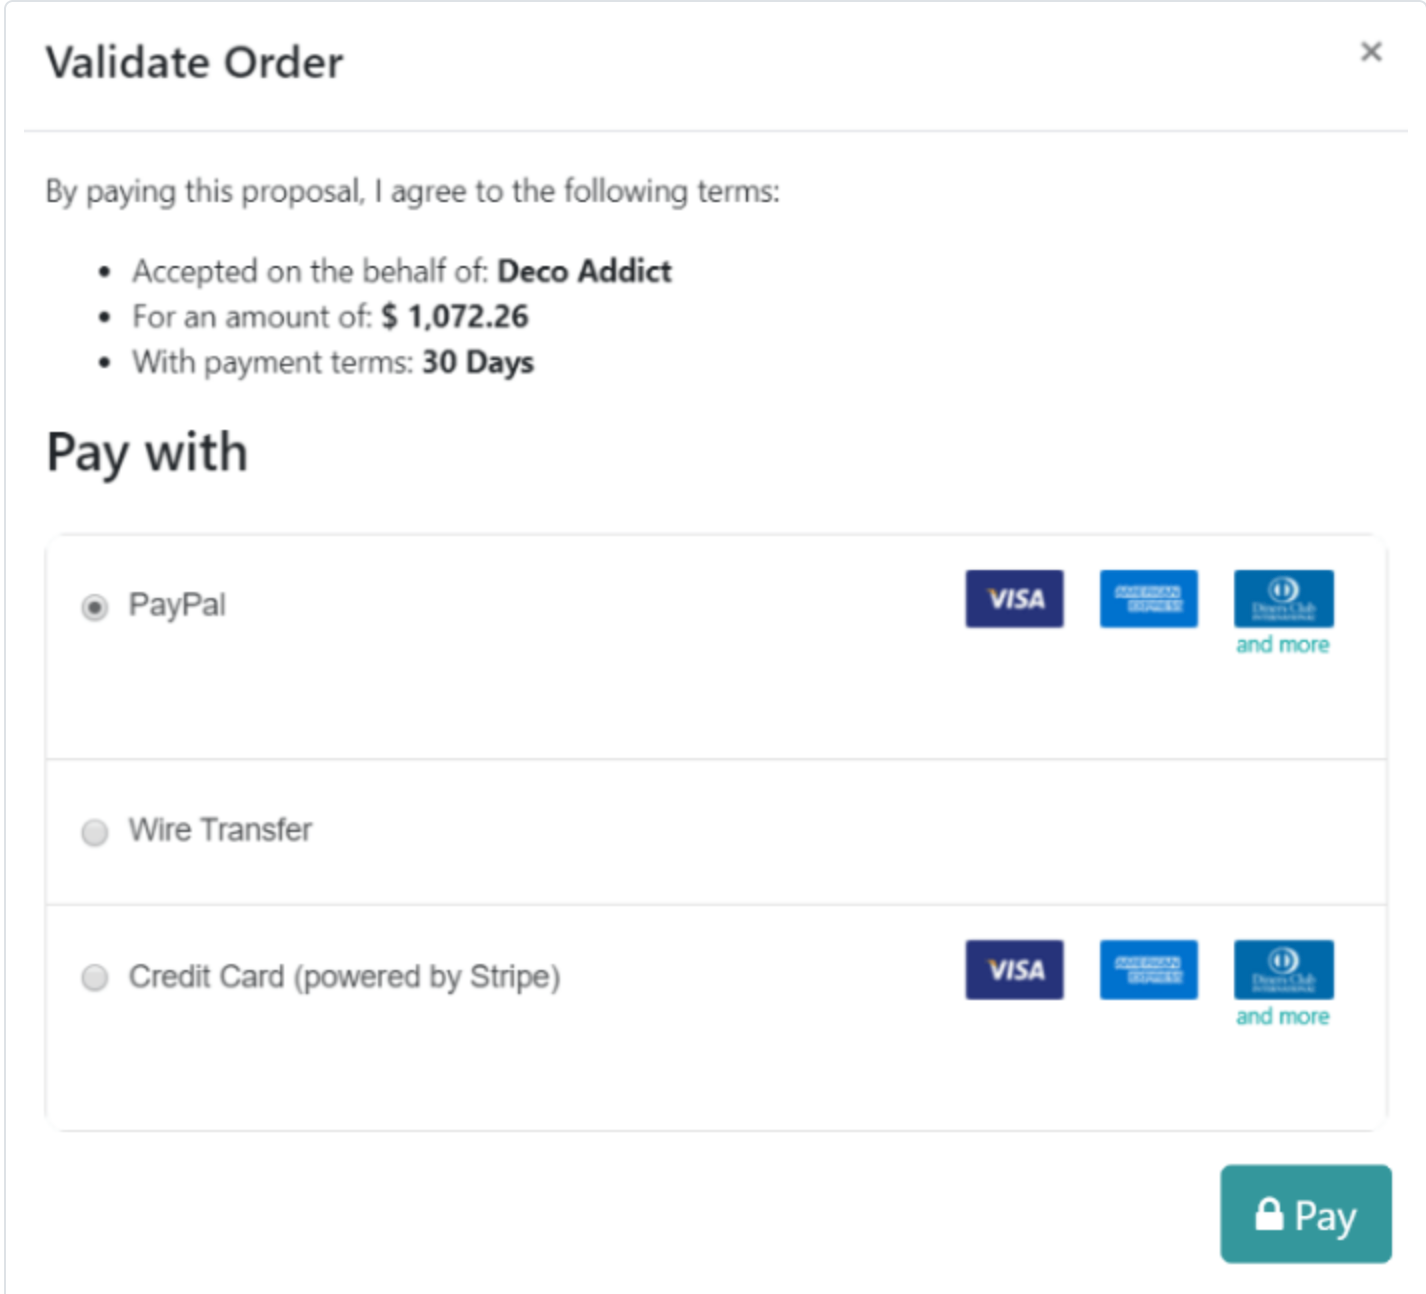 Validate Order
×
By paying this proposal, I agree to the following terms:
• Accepted on the behalf of: Deco Addict
• For an amount of: $ 1,072.26
• With payment terms: 30 Days
Pay with
PayPal
VISA AMERICAN EXPRESS Diners Club INTERNATIONAL
and more
Wire Transfer
Credit Card (powered by Stripe)
VISA AMERICAN EXPRESS Diners Club INTERNATIONAL
and more
Pay